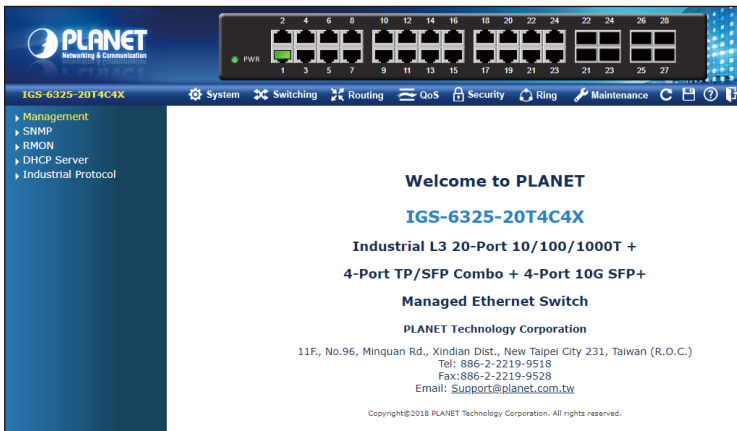 PLANET
Networking & Communication
2 4 6 8 10 12 14 16 18 20 22 24 22 24 26 28
PWR
1 3 5 7 9 11 13 15 17 19 21 23 21 23 25 27
IGS-6325-20T4C4X
System Switching Routing QoS Security Ring Maintenance
Management
SNMP
RMON
DHCP Server
Industrial Protocol
Welcome to PLANET
IGS-6325-20T4C4X
Industrial L3 20-Port 10/100/1000T +
4-Port TP/SFP Combo + 4-Port 10G SFP+
Managed Ethernet Switch
PLANET Technology Corporation
11F., No.96, Minquan Rd., Xindian Dist., New Taipei City 231, Taiwan (R.O.C.)
Tel: 886-2-2219-9518
Fax:886-2-2219-9528
Email: Support@planet.com.tw
Copyright©2018 PLANET Technology Corporation. All rights reserved.